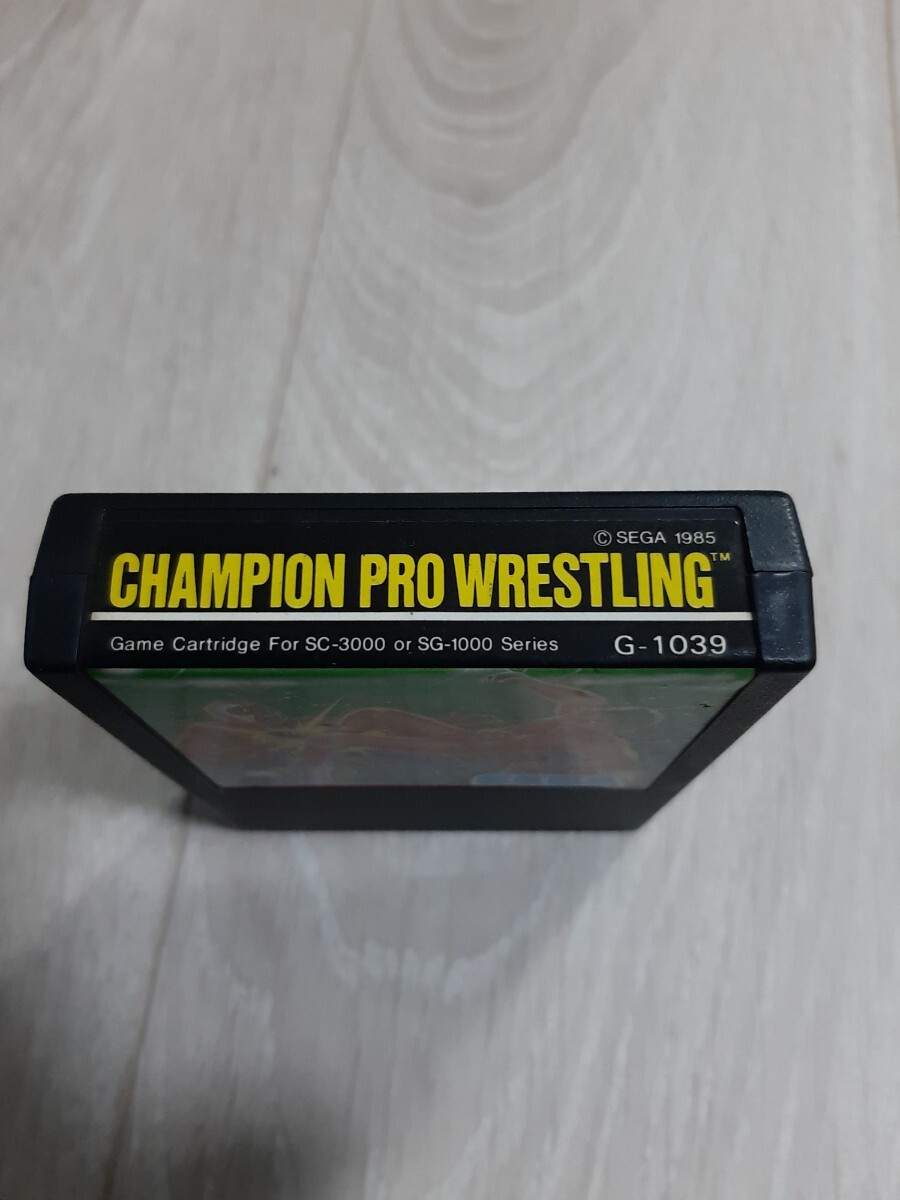 © SEGA 1985
CHAMPION PRO WRESTLING™
Game Cartridge For SC-3000 or SG-1000 Series G-1039